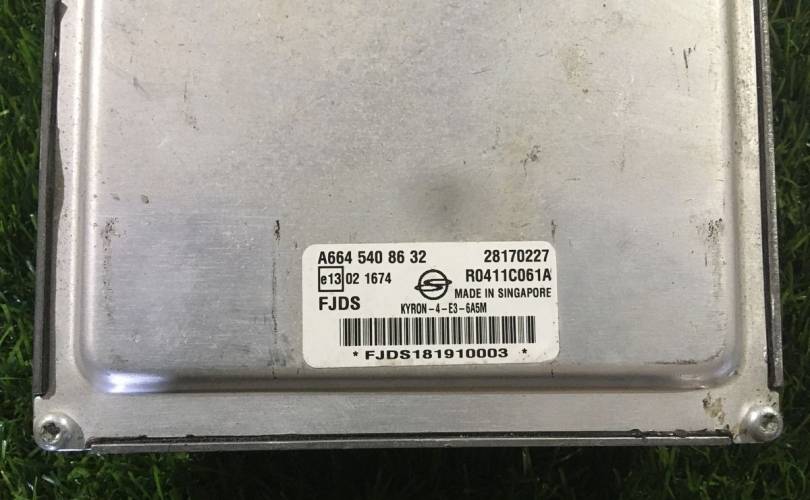 A664 540 86 32 28170227
e13 02 1674 R0411C061A
MADE IN SINGAPORE
FJDS KYRON-4-E3-6A5M
* FJDS181910003 *